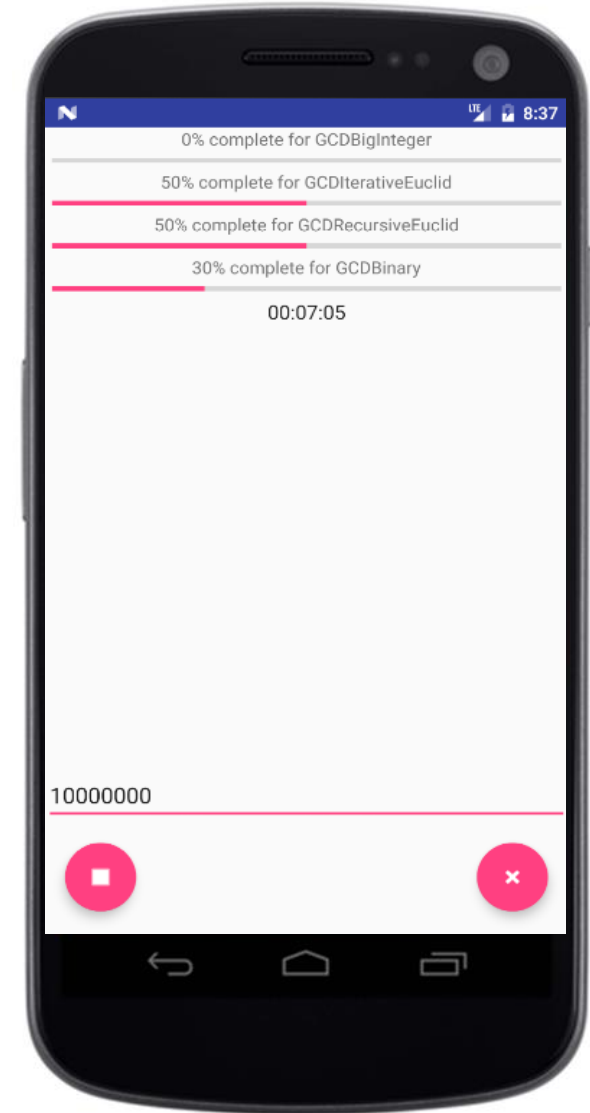 LTE 8:37
0% complete for GCDBigInteger
50% complete for GCDIterativeEuclid
50% complete for GCDRecursiveEuclid
30% complete for GCDBinary
00:07:05
10000000